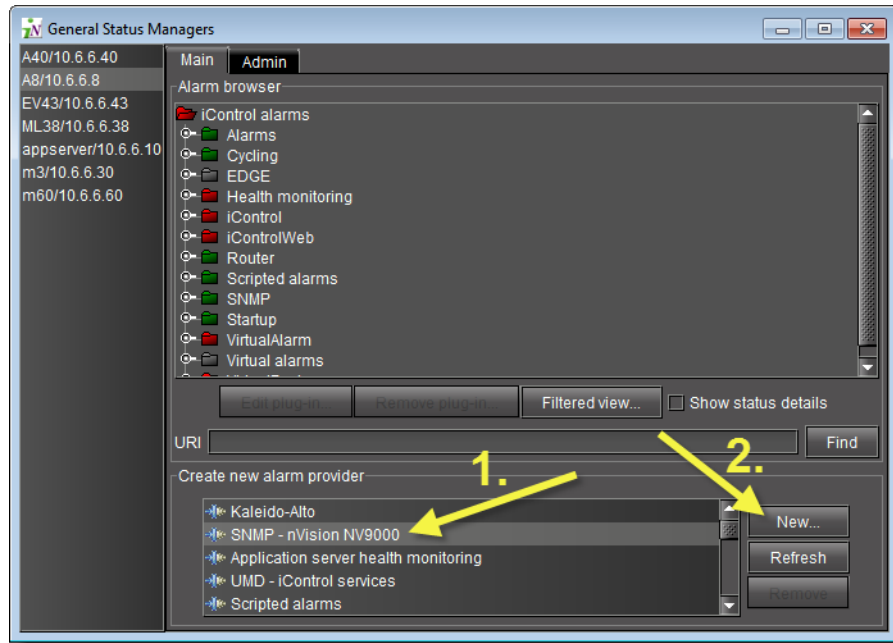 General Status Managers
A40/10.6.6.40
A8/10.6.6.8
EV43/10.6.6.43
ML38/10.6.6.38
appserver/10.6.6.10
m3/10.6.6.30
m60/10.6.6.60
Main Admin
Alarm browser
iControl alarms
Alarms
Cycling
EDGE
Health monitoring
iControl
iControlWeb
Router
Scripted alarms
SNMP
Startup
VirtualAlarm
Virtual alarms
Edit plug-in... Remove plug-in... Filtered view... Show status details
URI Find
1. 2.
Create new alarm provider
Kaleido-Alto
SNMP - nVision NV9000
Application server health monitoring
UMD - iControl services
Scripted alarms
New...
Refresh
Remove